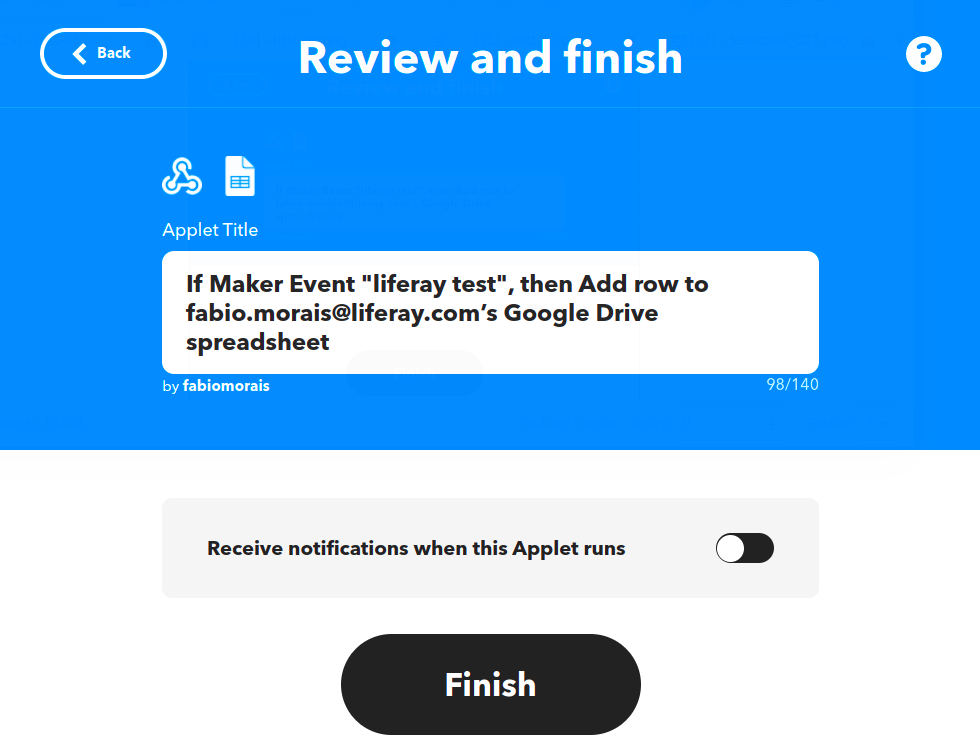 Back
Review and finish
?
Applet Title
If Maker Event "liferay test", then Add row to
fabio.morais@liferay.com’s Google Drive
spreadsheet
by fabiomorais
98/140
Receive notifications when this Applet runs
Finish